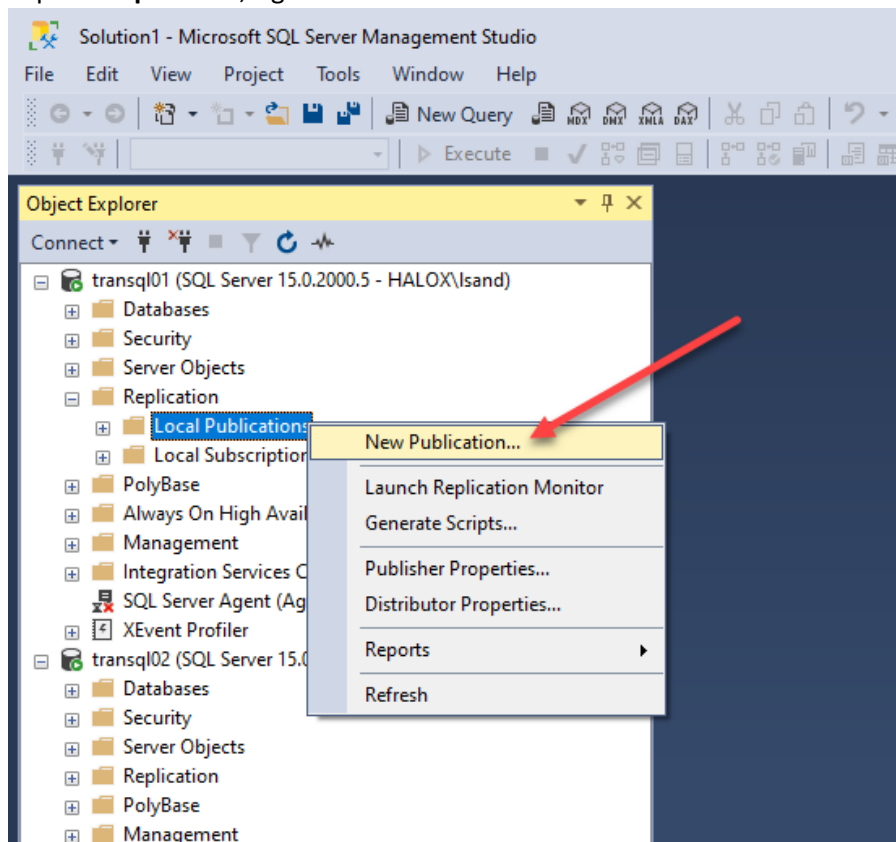 Solution1 - Microsoft SQL Server Management Studio
File Edit View Project Tools Window Help
New Query MDX DMX XMLA DAX
Execute
Object Explorer
Connect
transql01 (SQL Server 15.0.2000.5 - HALOX\lsand)
Databases
Security
Server Objects
Replication
Local Publications
Local Subscription
PolyBase
Always On High Avail
Management
Integration Services C
SQL Server Agent (Ag
XEvent Profiler
transql02 (SQL Server 15.0
Databases
Security
Server Objects
Replication
PolyBase
Management
New Publication...
Launch Replication Monitor
Generate Scripts...
Publisher Properties...
Distributor Properties...
Reports
Refresh